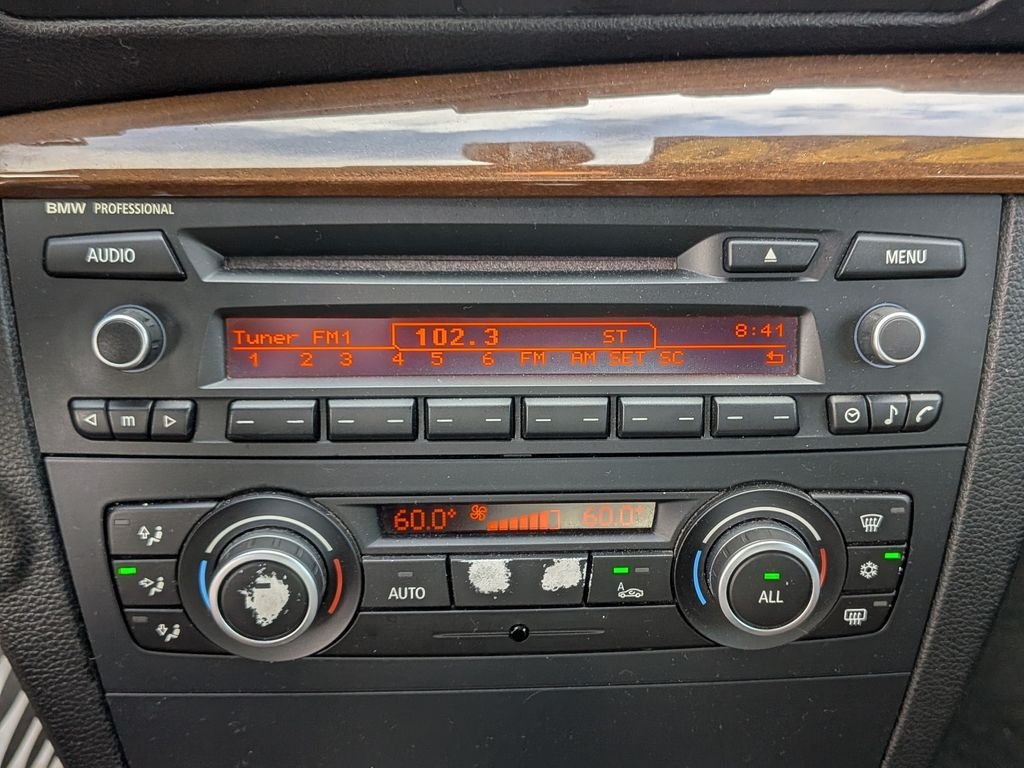 BMW PROFESSIONAL
AUDIO
MENU
Tuner FM1 102.3 ST 8:41
1 2 3 4 5 6 FM AM SET SC
m
60.0° 60.0°
AUTO
A
ALL